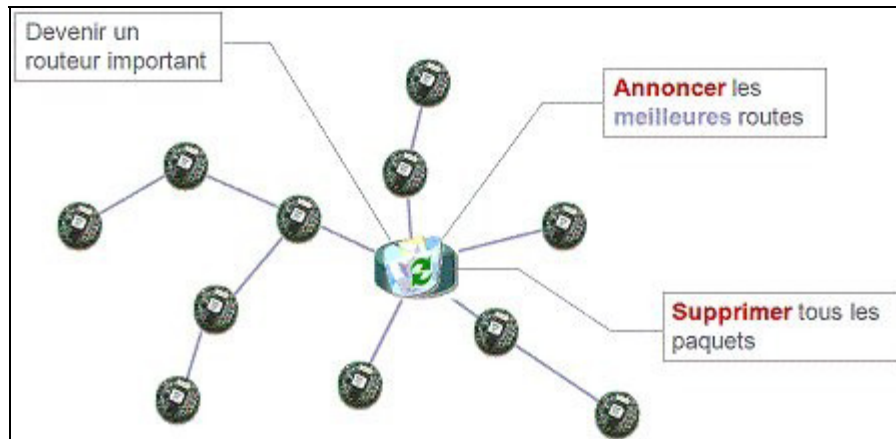 Devenir un
routeur important
Annoncer les
meilleures routes
Supprimer tous les
paquets